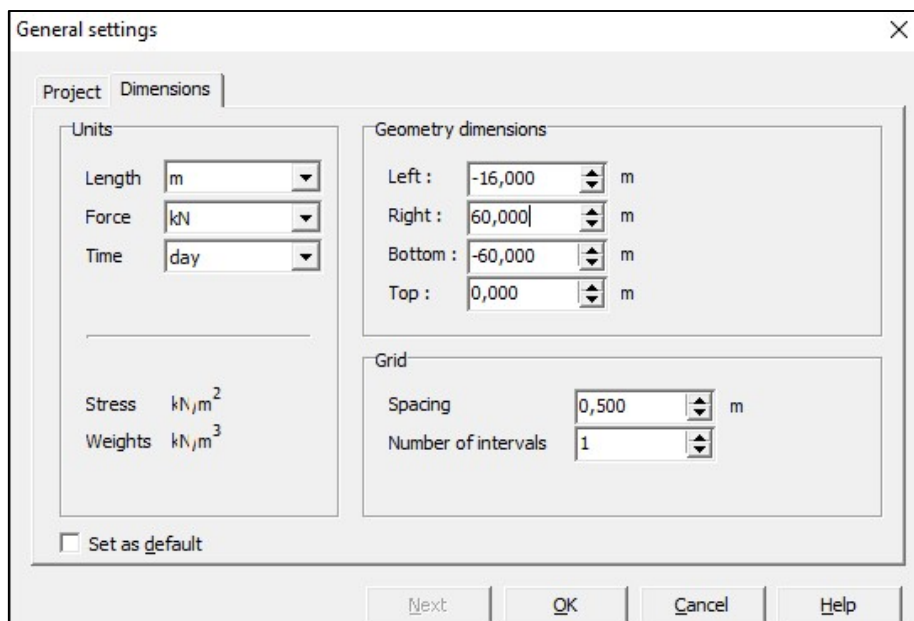 General settings
Project Dimensions
Units
Length m
Force kN
Time day
Stress kN/m²
Weights kN/m³
Geometry dimensions
Left : -16,000 m
Right : 60,000 m
Bottom : -60,000 m
Top : 0,000 m
Grid
Spacing 0,500 m
Number of intervals 1
Set as default
Next OK Cancel Help